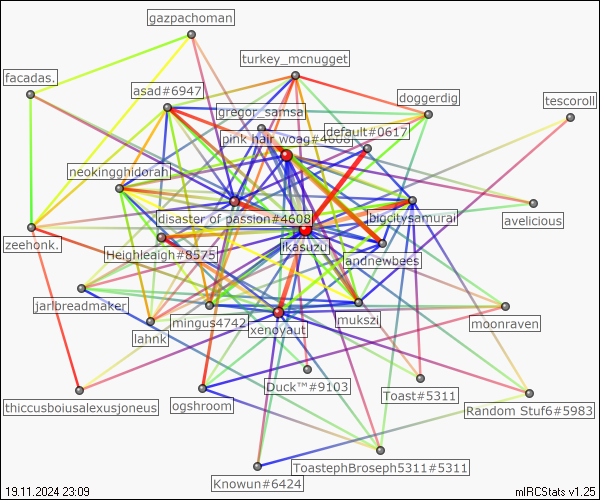 gazpachoman
turkey_mcnugget
facadas.
asad#6947
doggerdig
tescoroll
gregor_samsa
default#0617
pink hair woag#4608
neokingghidorah
disaster of passion#4608
bigcitysamurai
avelicious
zeehonk.
Heighleaigh#8575
ikasuzu
andnewbees
jarlbreadmaker
mingus4742
mukszi
moonraven
lahnk
xenoyaut
Duck™#9103
Toast#5311
thiccusboiusalexusjoneus
ogshroom
Random Stuf6#5983
ToastephBroseph5311#5311
Knowun#6424
19.11.2024 23:09
mIRCStats v1.25